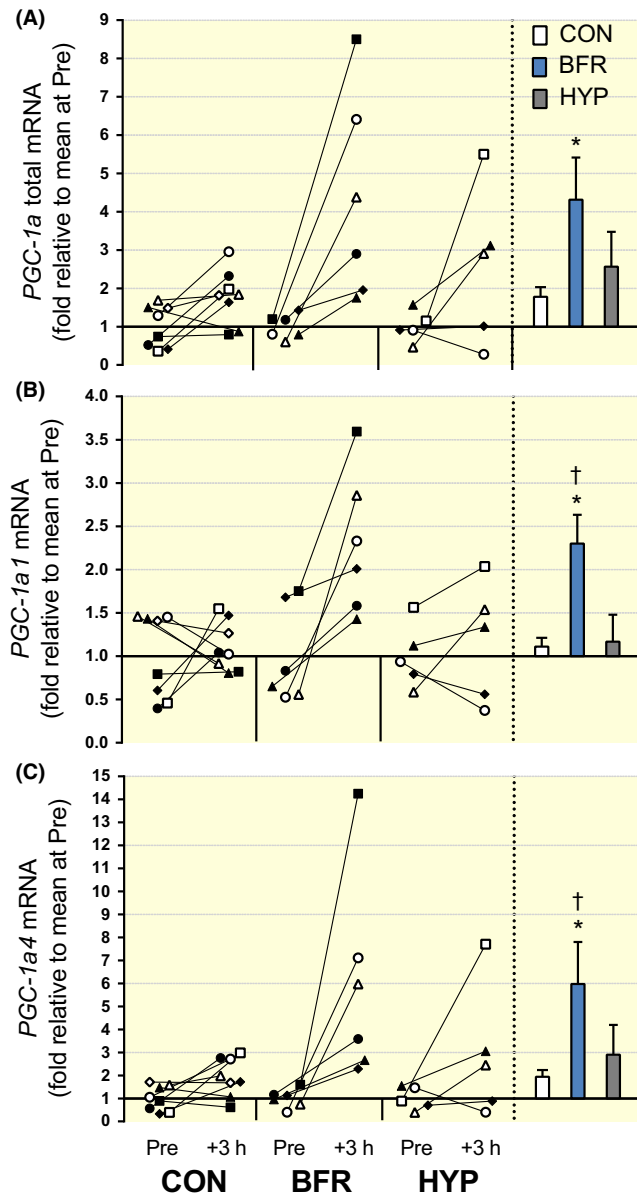 (A)
PGC-1a total mRNA
(fold relative to mean at Pre)
9
8
7
6
5
4
3
2
1
0
CON
BFR
HYP
*
(B)
PGC-1a1 mRNA
(fold relative to mean at Pre)
4.0
3.5
3.0
2.5
2.0
1.5
1.0
0.5
0.0
†
*
(C)
PGC-1a4 mRNA
(fold relative to mean at Pre)
15
14
13
12
11
10
9
8
7
6
5
4
3
2
1
0
†
*
Pre +3 h Pre +3 h Pre +3 h
CON BFR HYP